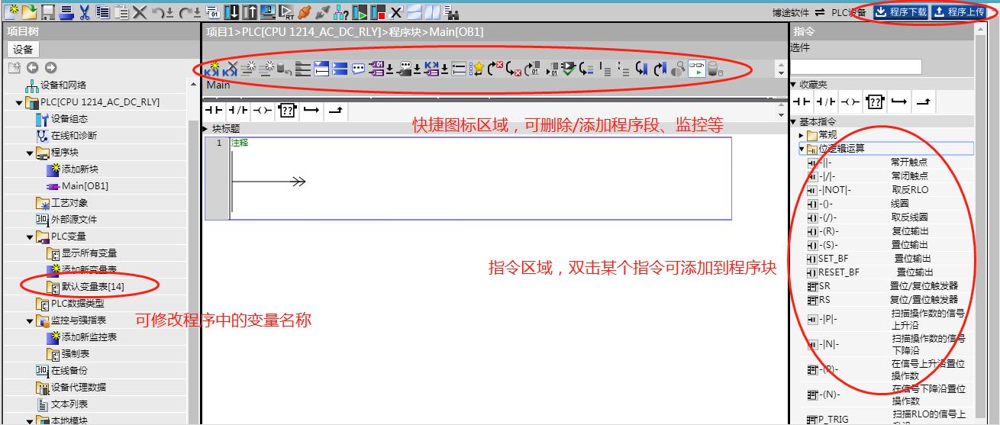 博途软件 ⇌ PLC设备 程序下载 程序上传
项目树
设备
设备和网络
PLC[CPU 1214_AC_DC_RLY]
设备组态
在线和诊断
程序块
添加新块
Main[OB1]
工艺对象
外部源文件
PLC变量
显示所有变量
添加新变量表
默认变量表[14]
PLC数据类型
监控与强指表
添加新监控表
强制表
在线备份
设备代理数据
文本列表
本地模块
可修改程序中的变量名称
项目1>PLC[CPU 1214_AC_DC_RLY]>程序块>Main[OB1]
Main
快捷图标区域，可删除/添加程序段、监控等
块标题
1 注释
指令区域，双击某个指令可添加到程序块
指令
选件
收藏夹
基本指令
常规
位逻辑运算
-||- 常开触点
-|/|- 常闭触点
-|NOT|- 取反RLO
-()- 线圈
-(/)- 取反线圈
-(R)- 复位输出
-(S)- 置位输出
SET_BF 置位输出
RESET_BF 置位输出
SR 置位/复位触发器
RS 复位/置位触发器
-|P|- 扫描操作数的信号
上升沿
-|N|- 扫描操作数的信号
下降沿
-(P)- 在信号上升沿置位
操作数
-(N)- 在信号下降沿置位
操作数
P_TRIG 扫描RLO的信号上